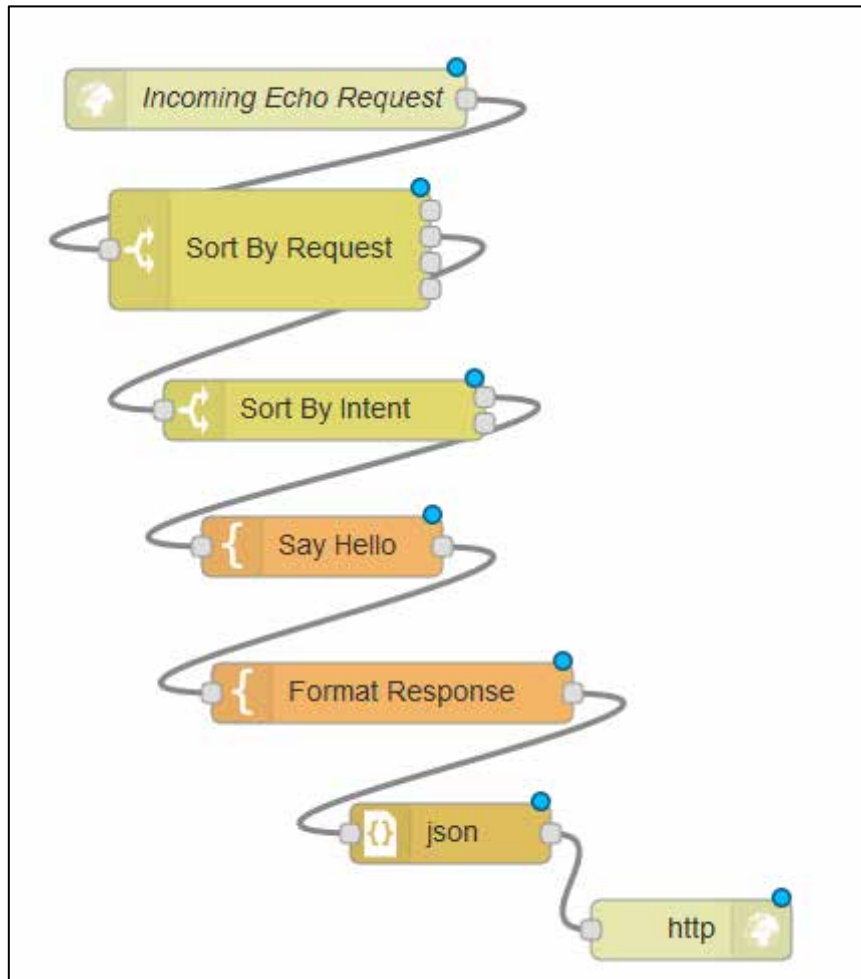 Incoming Echo Request
Sort By Request
Sort By Intent
Say Hello
Format Response
json
http